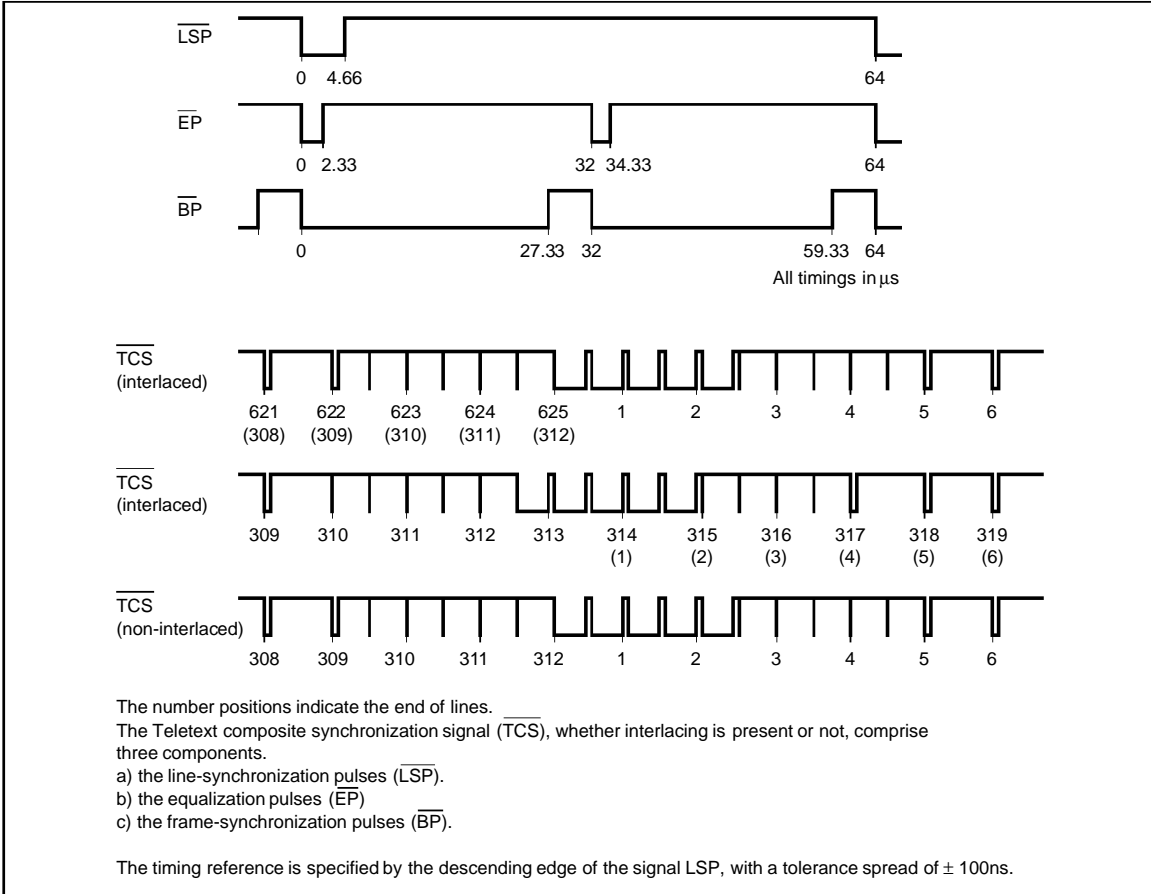 LSP
0 4.66 64
EP
0 2.33 32 34.33 64
BP
0 27.33 32 59.33 64
All timings in µs
TCS
(interlaced)
621 622 623 624 625 1 2 3 4 5 6
(308) (309) (310) (311) (312)
TCS
(interlaced)
309 310 311 312 313 314 315 316 317 318 319
(1) (2) (3) (4) (5) (6)
TCS
(non-interlaced)
308 309 310 311 312 1 2 3 4 5 6
The number positions indicate the end of lines.
The Teletext composite synchronization signal (TCS), whether interlacing is present or not, comprise
three components.
a) the line-synchronization pulses (LSP).
b) the equalization pulses (EP)
c) the frame-synchronization pulses (BP).
The timing reference is specified by the descending edge of the signal LSP, with a tolerance spread of ± 100ns.